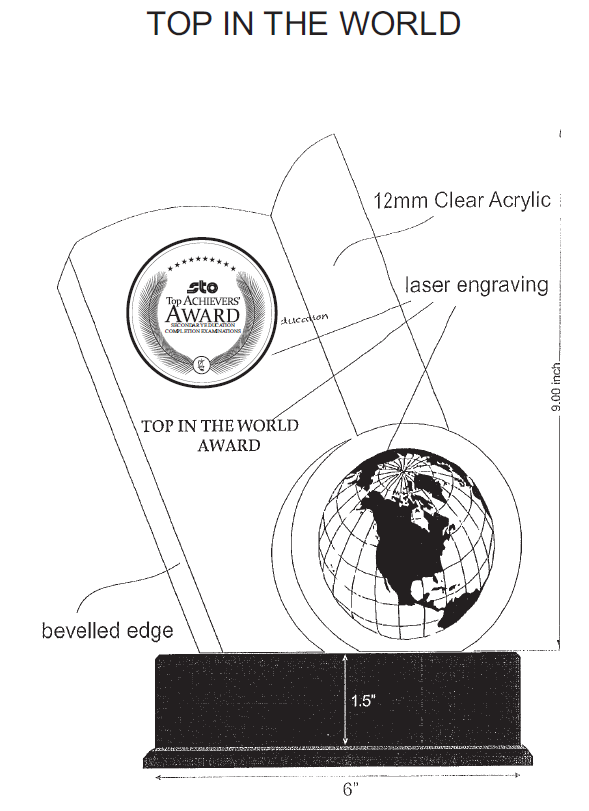 TOP IN THE WORLD
12mm Clear Acrylic
laser engraving
sto
TOP ACHIEVERS'
AWARD
SECONDARY EDUCATION
COMPLETION EXAMINATIONS
ducation
9.00 inch
TOP IN THE WORLD
AWARD
bevelled edge
1.5"
6"